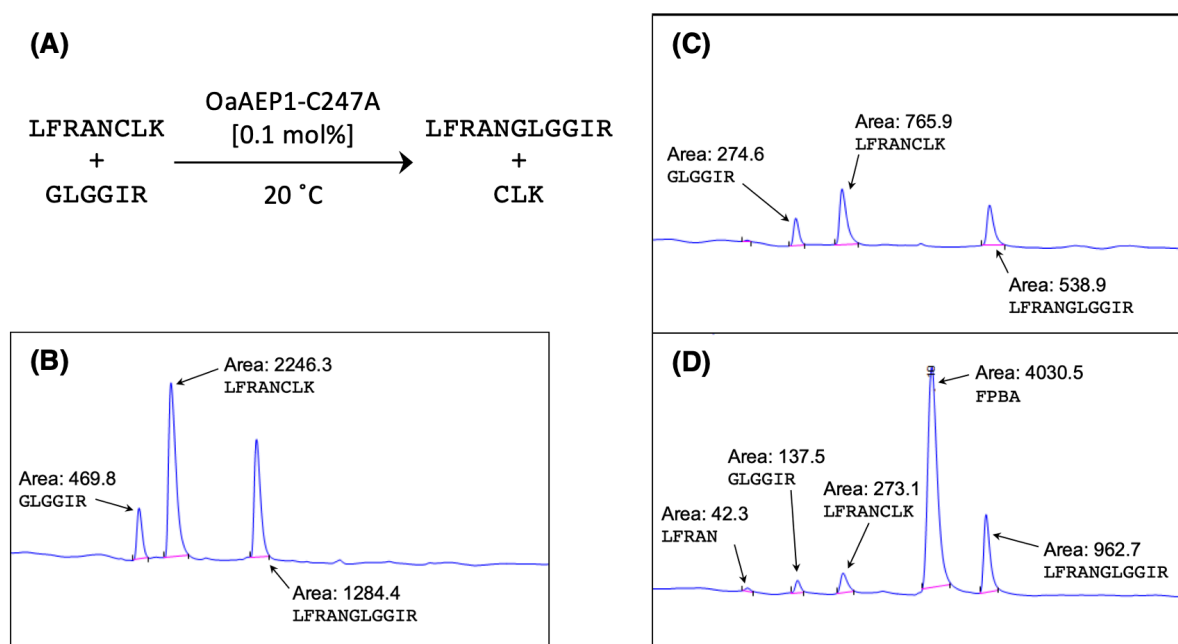 (A)
LFRANCLK
+
GLGGIR
OaAEP1-C247A
[0.1 mol%]
20 ˚C
LFRANGLGGIR
+
CLK
(B)
Area: 2246.3
LFRANCLK
Area: 469.8
GLGGIR
Area: 1284.4
LFRANGLGGIR
(C)
Area: 765.9
LFRANCLK
Area: 274.6
GLGGIR
Area: 538.9
LFRANGLGGIR
(D)
Area: 4030.5
FPBA
Area: 137.5
GLGGIR
Area: 273.1
LFRANCLK
Area: 42.3
LFRAN
Area: 962.7
LFRANGLGGIR